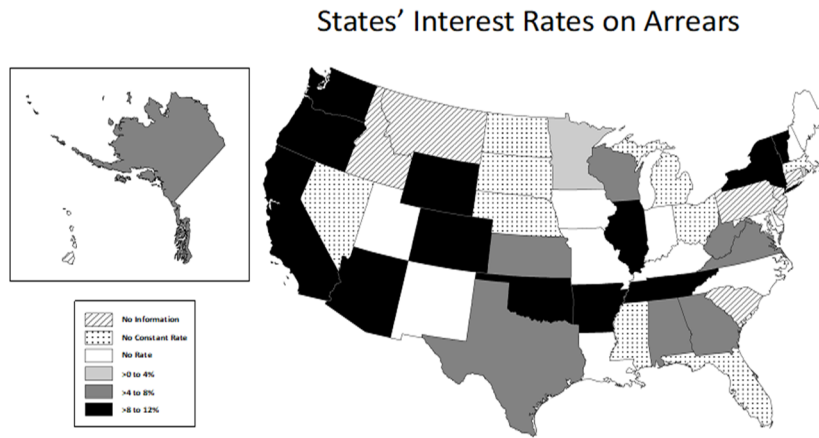 States’ Interest Rates on Arrears
No Information
No Constant Rate
No Rate
>0 to 4%
>4 to 8%
>8 to 12%